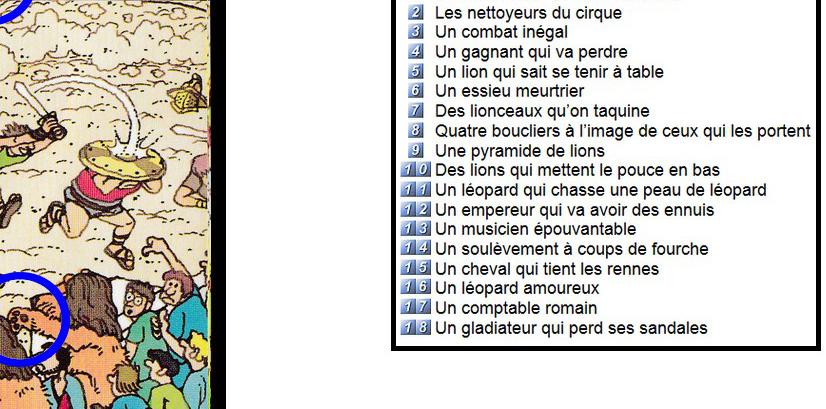 2 Les nettoyeurs du cirque
3 Un combat inégal
4 Un gagnant qui va perdre
5 Un lion qui sait se tenir à table
6 Un essieu meurtrier
7 Des lionceaux qu'on taquine
8 Quatre boucliers à l'image de ceux qui les portent
9 Une pyramide de lions
10 Des lions qui mettent le pouce en bas
11 Un léopard qui chasse une peau de léopard
12 Un empereur qui va avoir des ennuis
13 Un musicien épouvantable
14 Un soulèvement à coups de fourche
15 Un cheval qui tient les rennes
16 Un léopard amoureux
17 Un comptable romain
18 Un gladiateur qui perd ses sandales